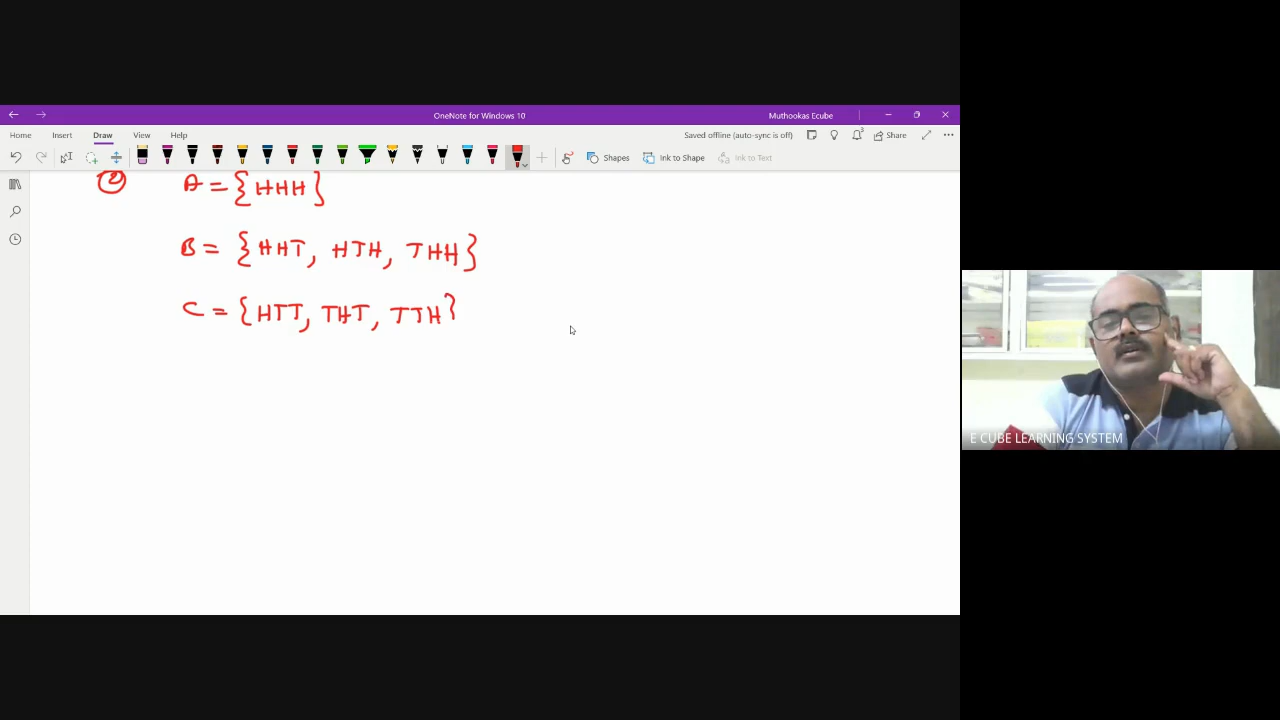 OneNote for Windows 10
Muthookas Ecube
Home Insert Draw View Help
Saved offline (auto-sync is off)
Share
Shapes
Ink to Shape
Ink to Text
② A = {HHH}
B = {HHT, HTH, THH}
C = {HTT, THT, TTH}
E CUBE LEARNING SYSTEM